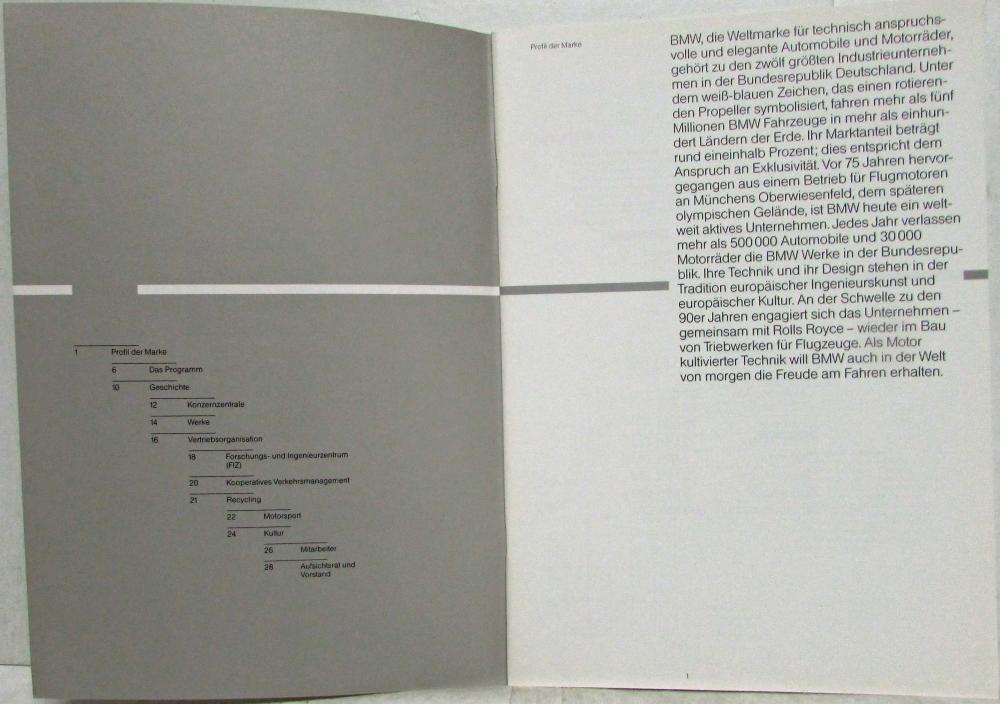 1 Profil der Marke
6 Das Programm
10 Geschichte
12 Konzernzentrale
14 Werke
16 Vertriebsorganisation
18 Forschungs- und Ingenieurzentrum
(FIZ)
20 Kooperatives Verkehrsmanagement
21 Recycling
22 Motorsport
24 Kultur
26 Mitarbeiter
28 Aufsichtsrat und
Vorstand
Profil der Marke
BMW, die Weltmarke für technisch anspruchs-
volle und elegante Automobile und Motorräder,
gehört zu den zwölf größten Industrieunterneh-
men in der Bundesrepublik Deutschland. Unter
dem weiß-blauen Zeichen, das einen rotieren-
den Propeller symbolisiert, fahren mehr als fünf
Millionen BMW Fahrzeuge in mehr als einhun-
dert Ländern der Erde. Ihr Marktanteil beträgt
rund eineinhalb Prozent; dies entspricht dem
Anspruch an Exklusivität. Vor 75 Jahren hervor-
gegangen aus einem Betrieb für Flugmotoren
an Münchens Oberwiesenfeld, dem späteren
olympischen Gelände, ist BMW heute ein welt-
weit aktives Unternehmen. Jedes Jahr verlassen
mehr als 500 000 Automobile und 30 000
Motorräder die BMW Werke in der Bundesrepu-
blik. Ihre Technik und ihr Design stehen in der
Tradition europäischer Ingenieurskunst und
europäischer Kultur. An der Schwelle zu den
90er Jahren engagiert sich das Unternehmen –
gemeinsam mit Rolls Royce – wieder im Bau
von Triebwerken für Flugzeuge. Als Motor
kultivierter Technik will BMW auch in der Welt
von morgen die Freude am Fahren erhalten.
1